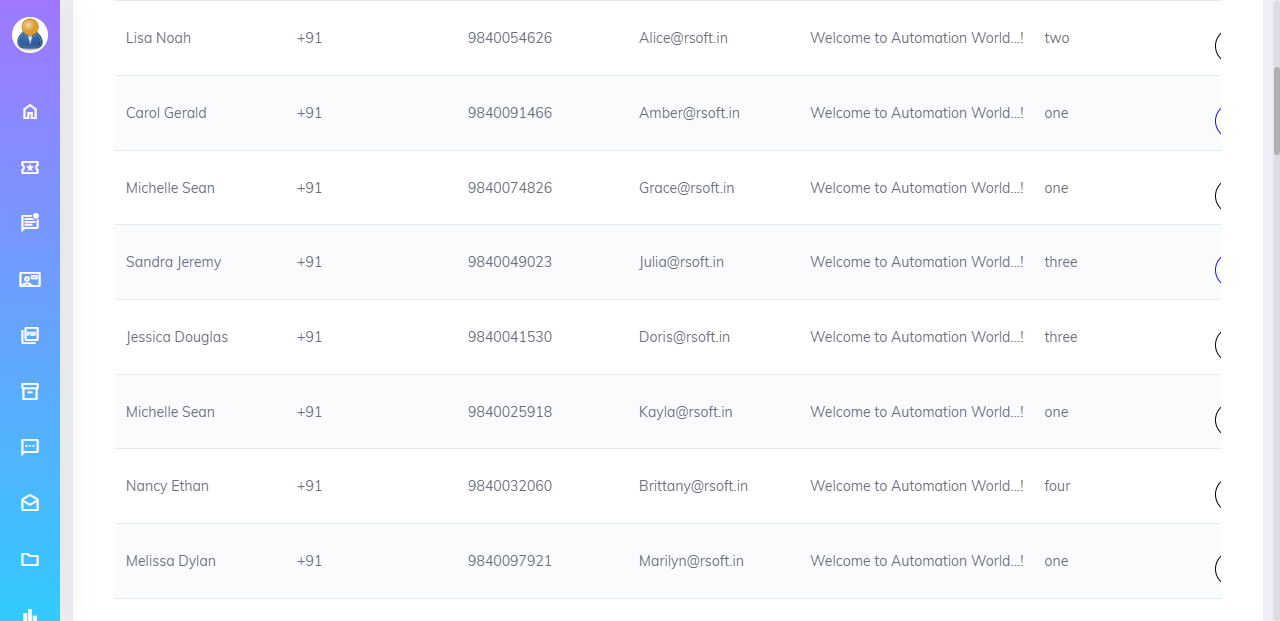 Lisa Noah +91 9840054626 Alice@rsoft.in Welcome to Automation World...! two
Carol Gerald +91 9840091466 Amber@rsoft.in Welcome to Automation World...! one
Michelle Sean +91 9840074826 Grace@rsoft.in Welcome to Automation World...! one
Sandra Jeremy +91 9840049023 Julia@rsoft.in Welcome to Automation World...! three
Jessica Douglas +91 9840041530 Doris@rsoft.in Welcome to Automation World...! three
Michelle Sean +91 9840025918 Kayla@rsoft.in Welcome to Automation World...! one
Nancy Ethan +91 9840032060 Brittany@rsoft.in Welcome to Automation World...! four
Melissa Dylan +91 9840097921 Marilyn@rsoft.in Welcome to Automation World...! one